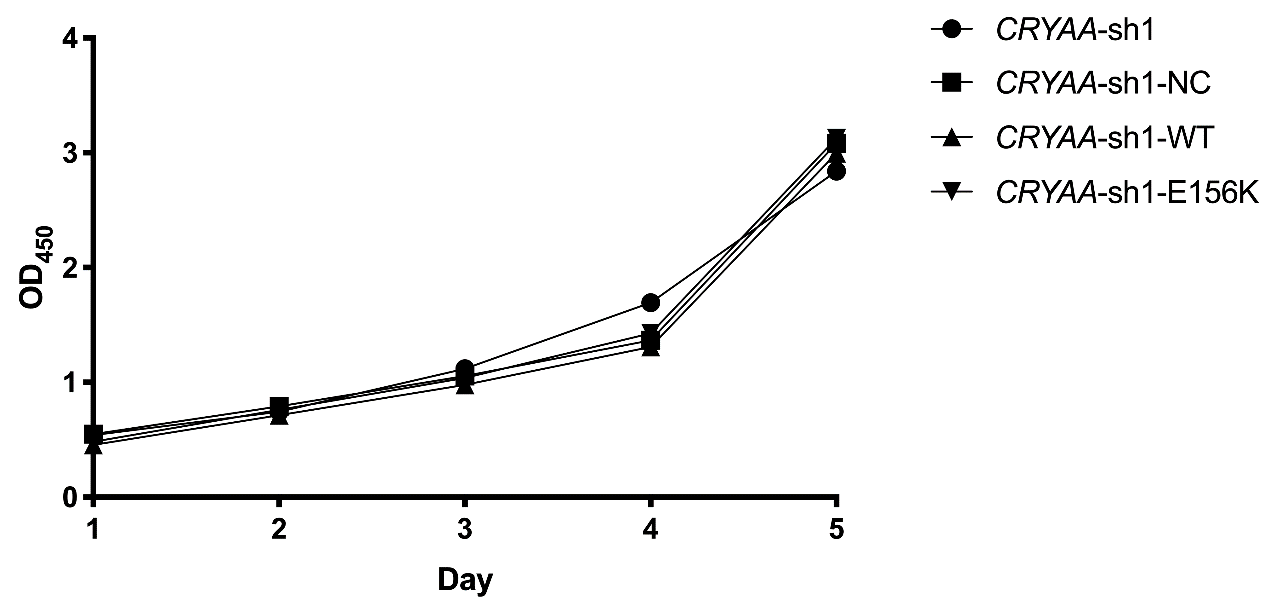 4
3
2
1
0
OD450
1 2 3 4 5
Day
CRYAA-sh1
CRYAA-sh1-NC
CRYAA-sh1-WT
CRYAA-sh1-E156K